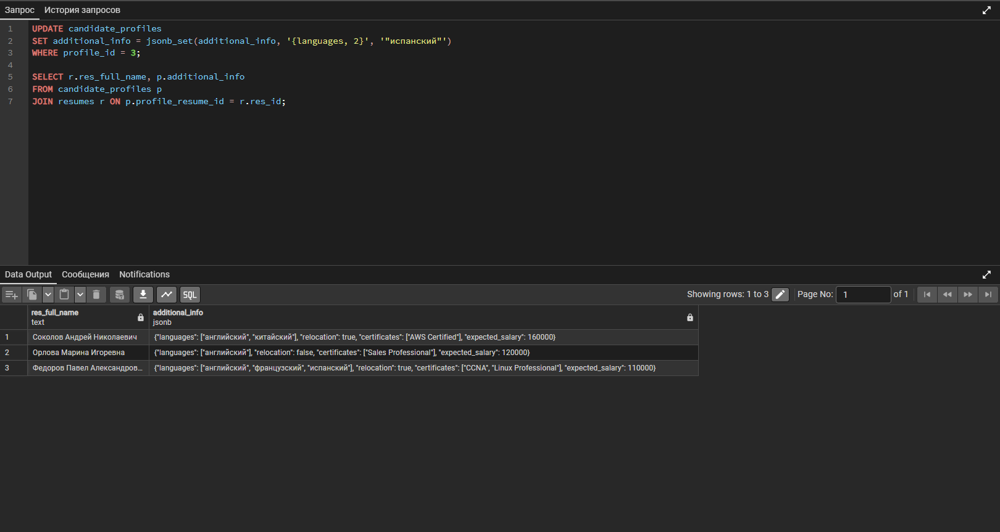 Запрос История запросов
1 UPDATE candidate_profiles
2 SET additional_info = jsonb_set(additional_info, '{languages, 2}', '"испанский"')
3 WHERE profile_id = 3;
4
5 SELECT r.res_full_name, p.additional_info
6 FROM candidate_profiles p
7 JOIN resumes r ON p.profile_resume_id = r.res_id;
Data Output Сообщения Notifications
SQL Showing rows: 1 to 3 Page No: 1 of 1
res_full_name additional_info
text jsonb
1 Соколов Андрей Николаевич {"languages": ["английский", "китайский"], "relocation": true, "certificates": ["AWS Certified"], "expected_salary": 160000}
2 Орлова Марина Игоревна {"languages": ["английский"], "relocation": false, "certificates": ["Sales Professional"], "expected_salary": 120000}
3 Федоров Павел Александров… {"languages": ["английский", "французский", "испанский"], "relocation": true, "certificates": ["CCNA", "Linux Professional"], "expected_salary": 110000}